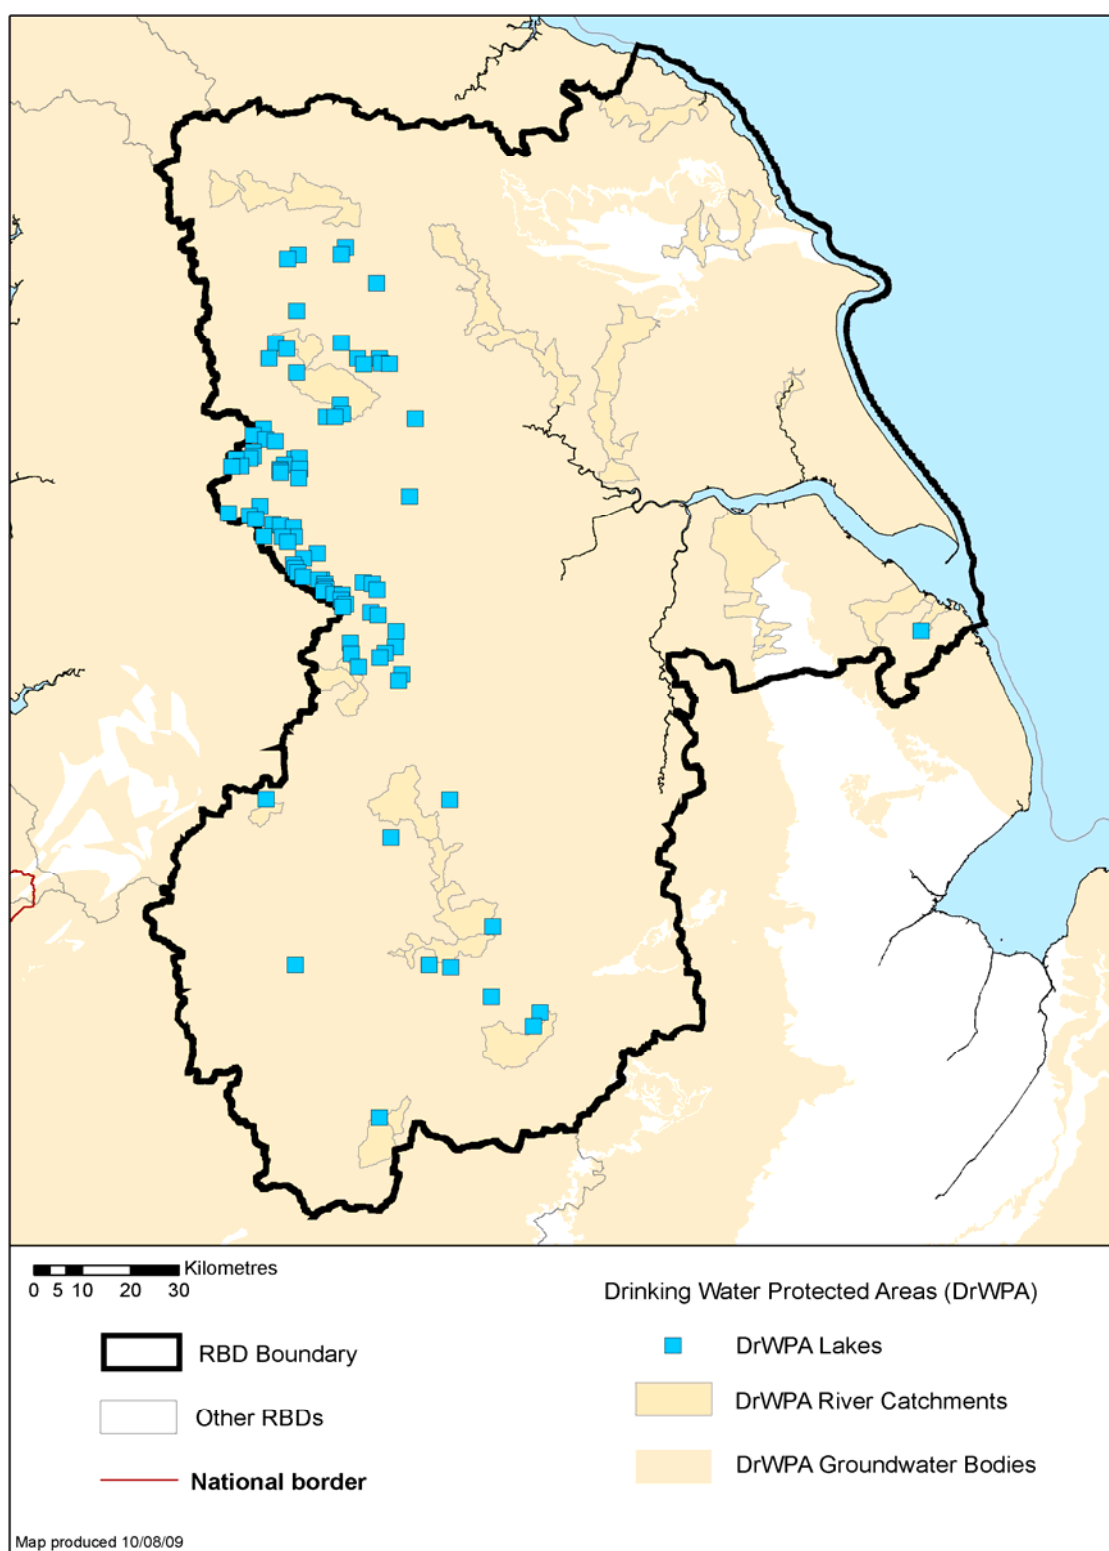 Kilometres
0 5 10 20 30
Drinking Water Protected Areas (DrWPA)
RBD Boundary
DrWPA Lakes
Other RBDs
DrWPA River Catchments
National border
DrWPA Groundwater Bodies
Map produced 10/08/09